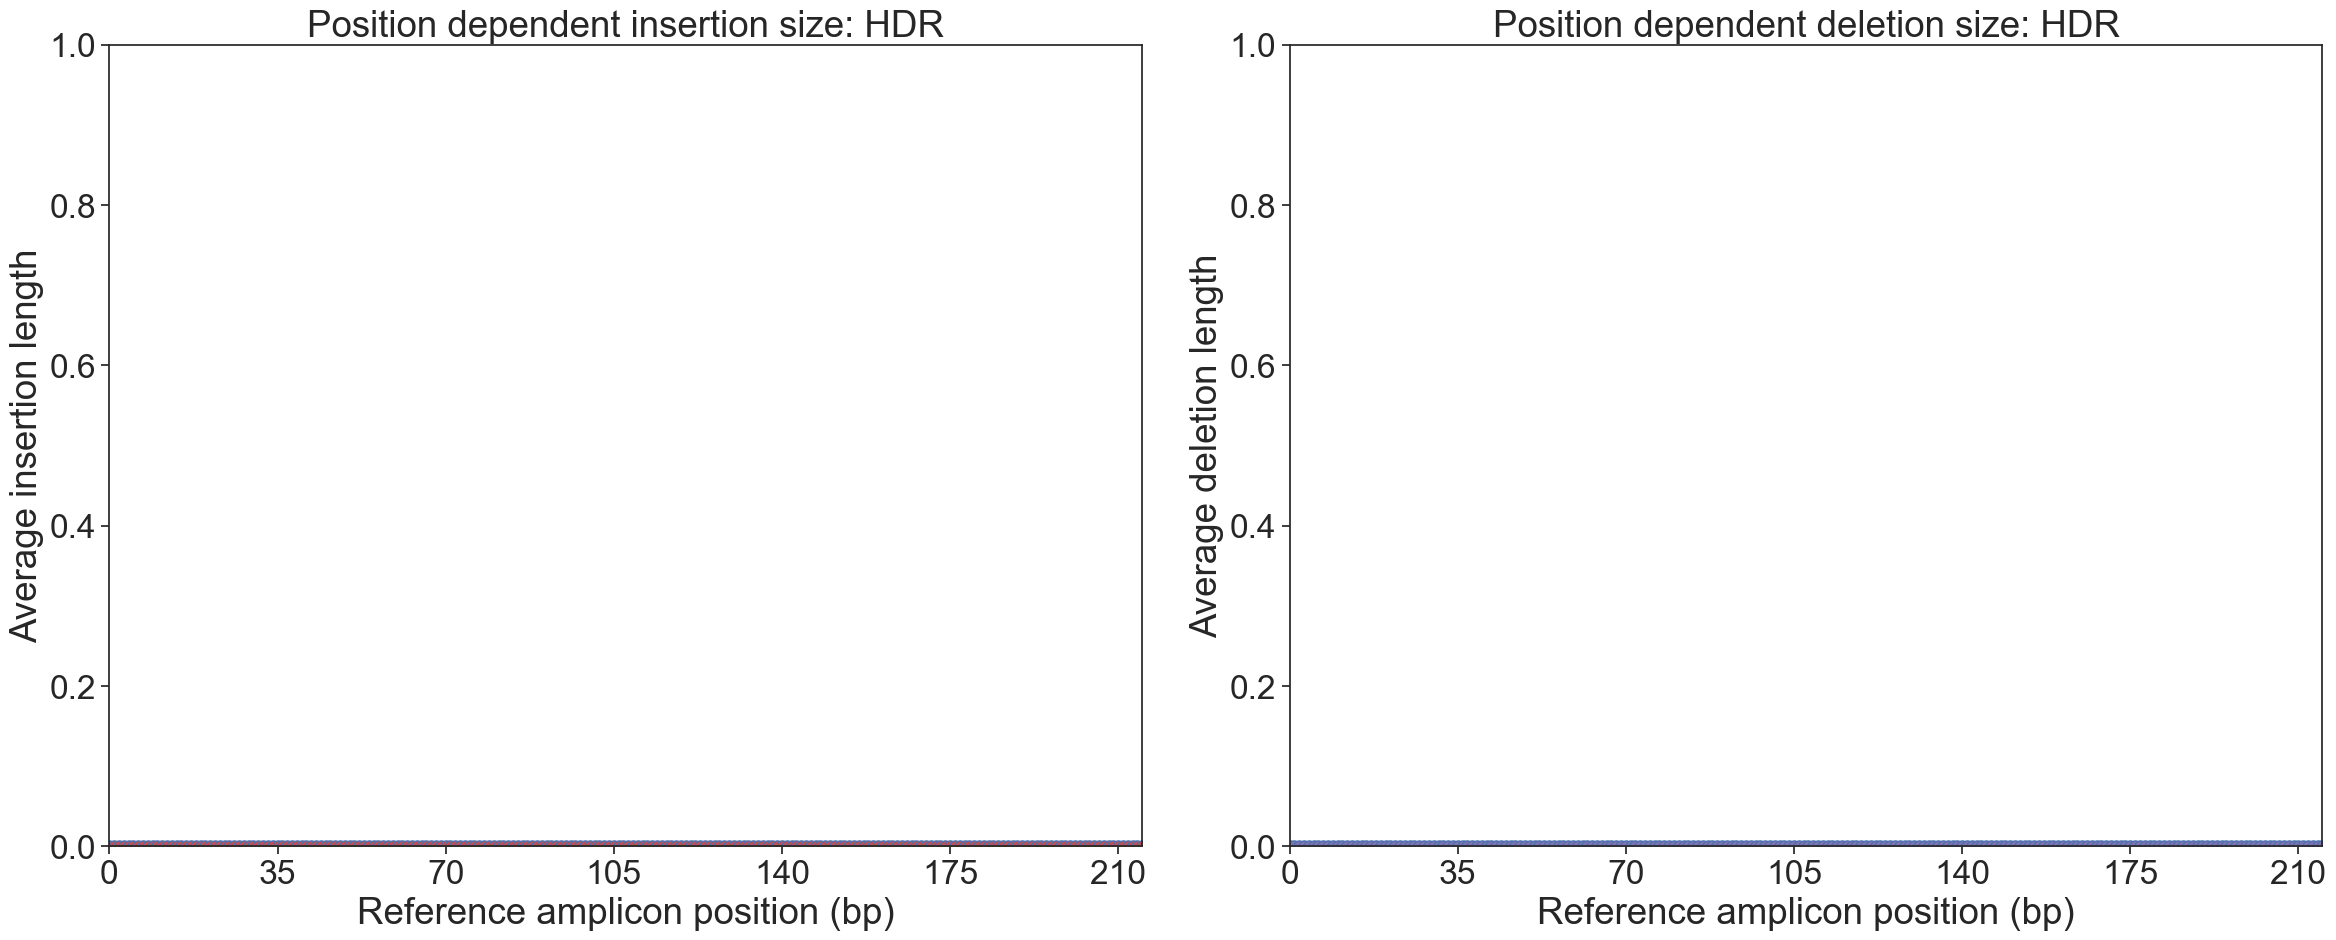 Position dependent insertion size: HDR
1.0
0.8
0.6
0.4
0.2
0.0
Average insertion length
0 35 70 105 140 175 210
Reference amplicon position (bp)
Position dependent deletion size: HDR
1.0
0.8
0.6
0.4
0.2
0.0
Average deletion length
0 35 70 105 140 175 210
Reference amplicon position (bp)